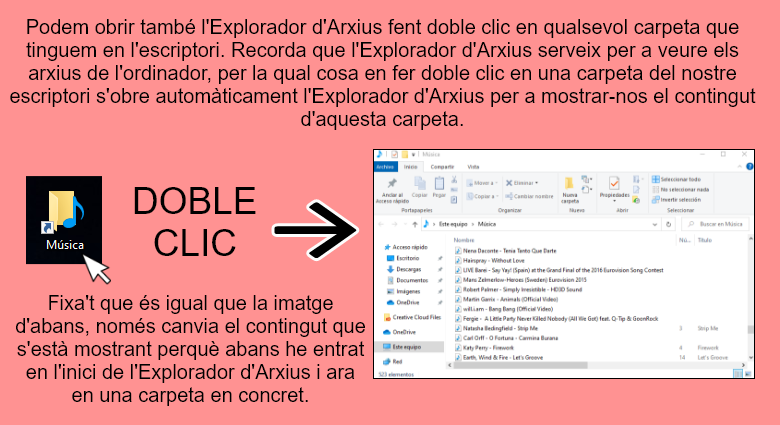 Podem obrir també l'Explorador d'Arxius fent doble clic en qualsevol carpeta que
tinguem en l'escriptori. Recorda que l'Explorador d'Arxius serveix per a veure els
arxius de l'ordinador, per la qual cosa en fer doble clic en una carpeta del nostre
escriptori s'obre automàticament l'Explorador d'Arxius per a mostrar-nos el contingut
d'aquesta carpeta.
Música
DOBLE
CLIC
Fixa't que és igual que la imatge
d'abans, només canvia el contingut que
s'està mostrant perquè abans he entrat
en l'inici de l'Explorador d'Arxius i ara
en una carpeta en concret.
Música
Archivo Inicio Compartir Vista
Anclar al
Acceso rápido
Copiar
Pegar
Portapapeles
Mover a
Copiar a
Eliminar
Cambiar nombre
Organizar
Nueva
carpeta
Nuevo
Propiedades
Abrir
Seleccionar todo
No seleccionar nada
Invertir selección
Seleccionar
Este equipo > Música
Buscar en Música
Acceso rápido
Escritorio
Descargas
Documentos
Imágenes
OneDrive
Creative Cloud Files
OneDrive
Este equipo
Red
523 elementos
Nombre Nú... Título
Nena Daconte - Tenía Tanto Que Darte
Hairspray - Without Love
LIVE Barei - Say Yay! (Spain) at the Grand Final of the 2016 Eurovision Song Contest
Mans Zelmerlow-Heroes (Sweden) Eurovision 2015
Robert Palmer - Simply Irresistible - HD3D Sound
Martin Garrix - Animals (Official Video)
will.i.am - Bang Bang (Official Video)
Fergie - A Little Party Never Killed Nobody (All We Got) feat. Q-Tip & GoonRock
Natasha Bedingfield - Strip Me 3 Strip Me
Carl Orff - O Fortuna - Carmina Burana
Katy Perry - Firework 4 Firework
Earth, Wind & Fire - Let's Groove 14 Let's Groove